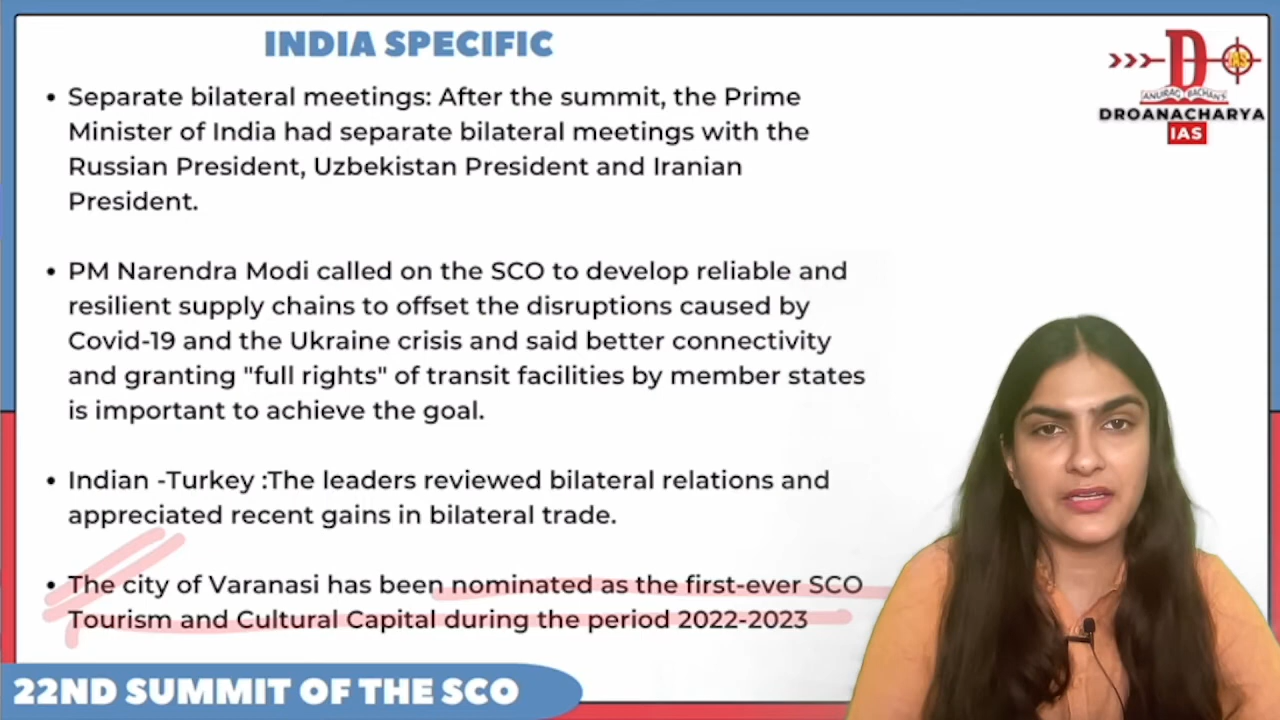 INDIA SPECIFIC
• Separate bilateral meetings: After the summit, the Prime
Minister of India had separate bilateral meetings with the
Russian President, Uzbekistan President and Iranian
President.
• PM Narendra Modi called on the SCO to develop reliable and
resilient supply chains to offset the disruptions caused by
Covid-19 and the Ukraine crisis and said better connectivity
and granting "full rights" of transit facilities by member states
is important to achieve the goal.
• Indian -Turkey :The leaders reviewed bilateral relations and
appreciated recent gains in bilateral trade.
• The city of Varanasi has been nominated as the first-ever SCO
Tourism and Cultural Capital during the period 2022-2023
22ND SUMMIT OF THE SCO
D
IAS
ANURAG BACHAN'S
DROANACHARYA
IAS